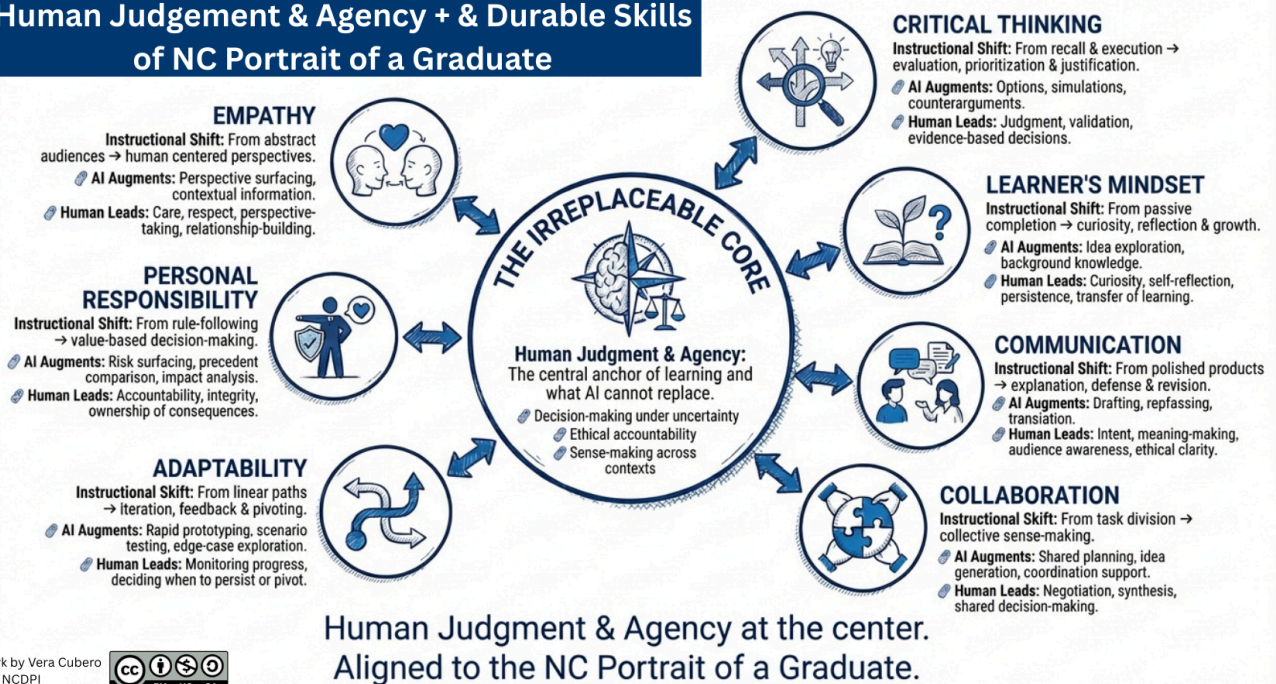 Human Judgement & Agency + & Durable Skills
of NC Portrait of a Graduate
EMPATHY
Instructional Shift: From abstract
audiences → human centered perspectives.
AI Augments: Perspective surfacing,
contextual information.
Human Leads: Care, respect, perspective-
taking, relationship-building.
PERSONAL
RESPONSIBILITY
Instructional Shift: From rule-following
→ value-based decision-making.
AI Augments: Risk surfacing, precedent
comparison, impact analysis.
Human Leads: Accountability, integrity,
ownership of consequences.
ADAPTABILITY
Instructional Skift: From linear paths
→ iteration, feedback & pivoting.
AI Augments: Rapid prototyping, scenario
testing, edge-case exploration.
Human Leads: Monitoring progress,
deciding when to persist or pivot.
THE IRREPLACEABLE CORE
Human Judgment & Agency:
The central anchor of learning and
what AI cannot replace.
Decision-making under uncertainty
Ethical accountability
Sense-making across
contexts
CRITICAL THINKING
Instructional Shift: From recall & execution →
evaluation, prioritization & justification.
AI Augments: Options, simulations,
counterarguments.
Human Leads: Judgment, validation,
evidence-based decisions.
LEARNER'S MINDSET
Instructional Shift: From passive
completion → curiosity, reflection & growth.
AI Augments: Idea exploration,
background knowledge.
Human Leads: Curiosity, self-reflection,
persistence, transfer of learning.
?
COMMUNICATION
Instructional Shift: From polished products
→ explanation, defense & revision.
AI Augments: Drafting, repfassing,
transiation.
Human Leads: Intent, meaning-making,
audience awareness, ethical clarity.
COLLABORATION
Instructional Skift: From task division →
collective sense-making.
AI Augments: Shared planning, idea
generation, coordination support.
Human Leads: Negotiation, synthesis,
shared decision-making.
Human Judgment & Agency at the center.
Aligned to the NC Portrait of a Graduate.
k by Vera Cubero
NCDPI
cc